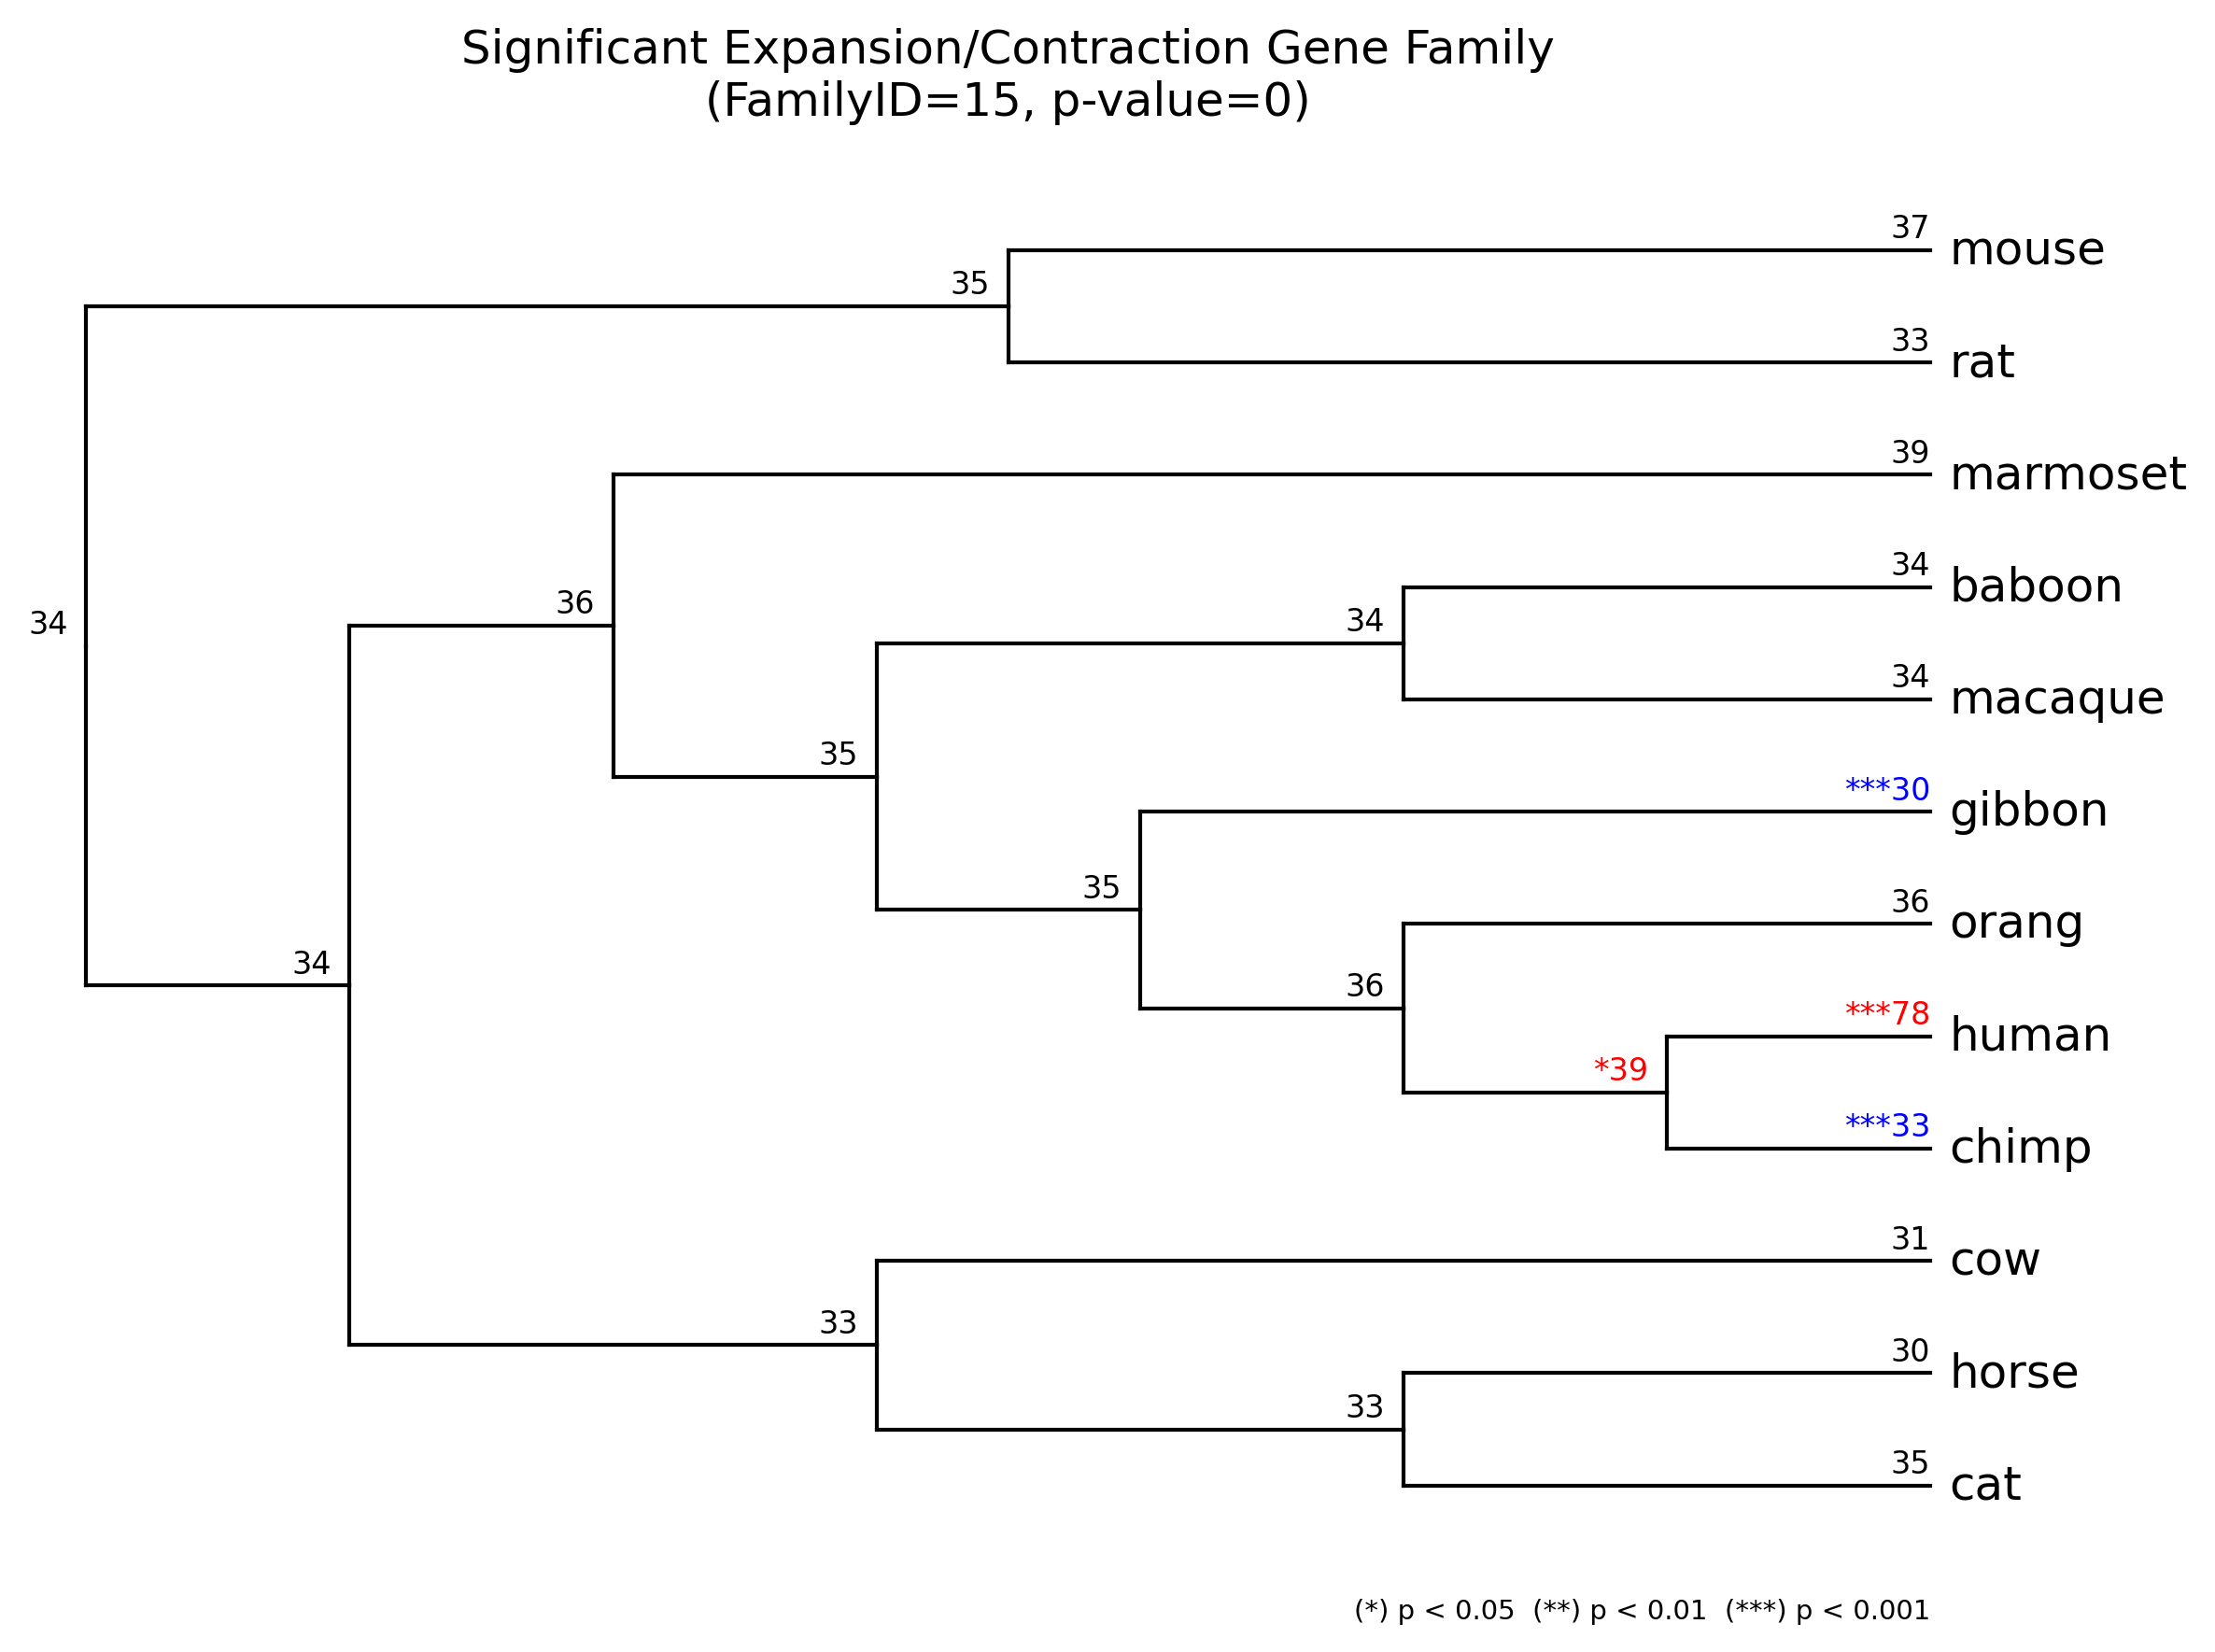 Significant Expansion/Contraction Gene Family
(FamilyID=15, p-value=0)
37
mouse
35
33
rat
39
marmoset
34
baboon
36
34
34
34
macaque
35
***30
gibbon
35
36
orang
34
36
***78
human
*39
***33
chimp
31
cow
33
30
horse
33
35
cat
(*) p < 0.05 (**) p < 0.01 (***) p < 0.001